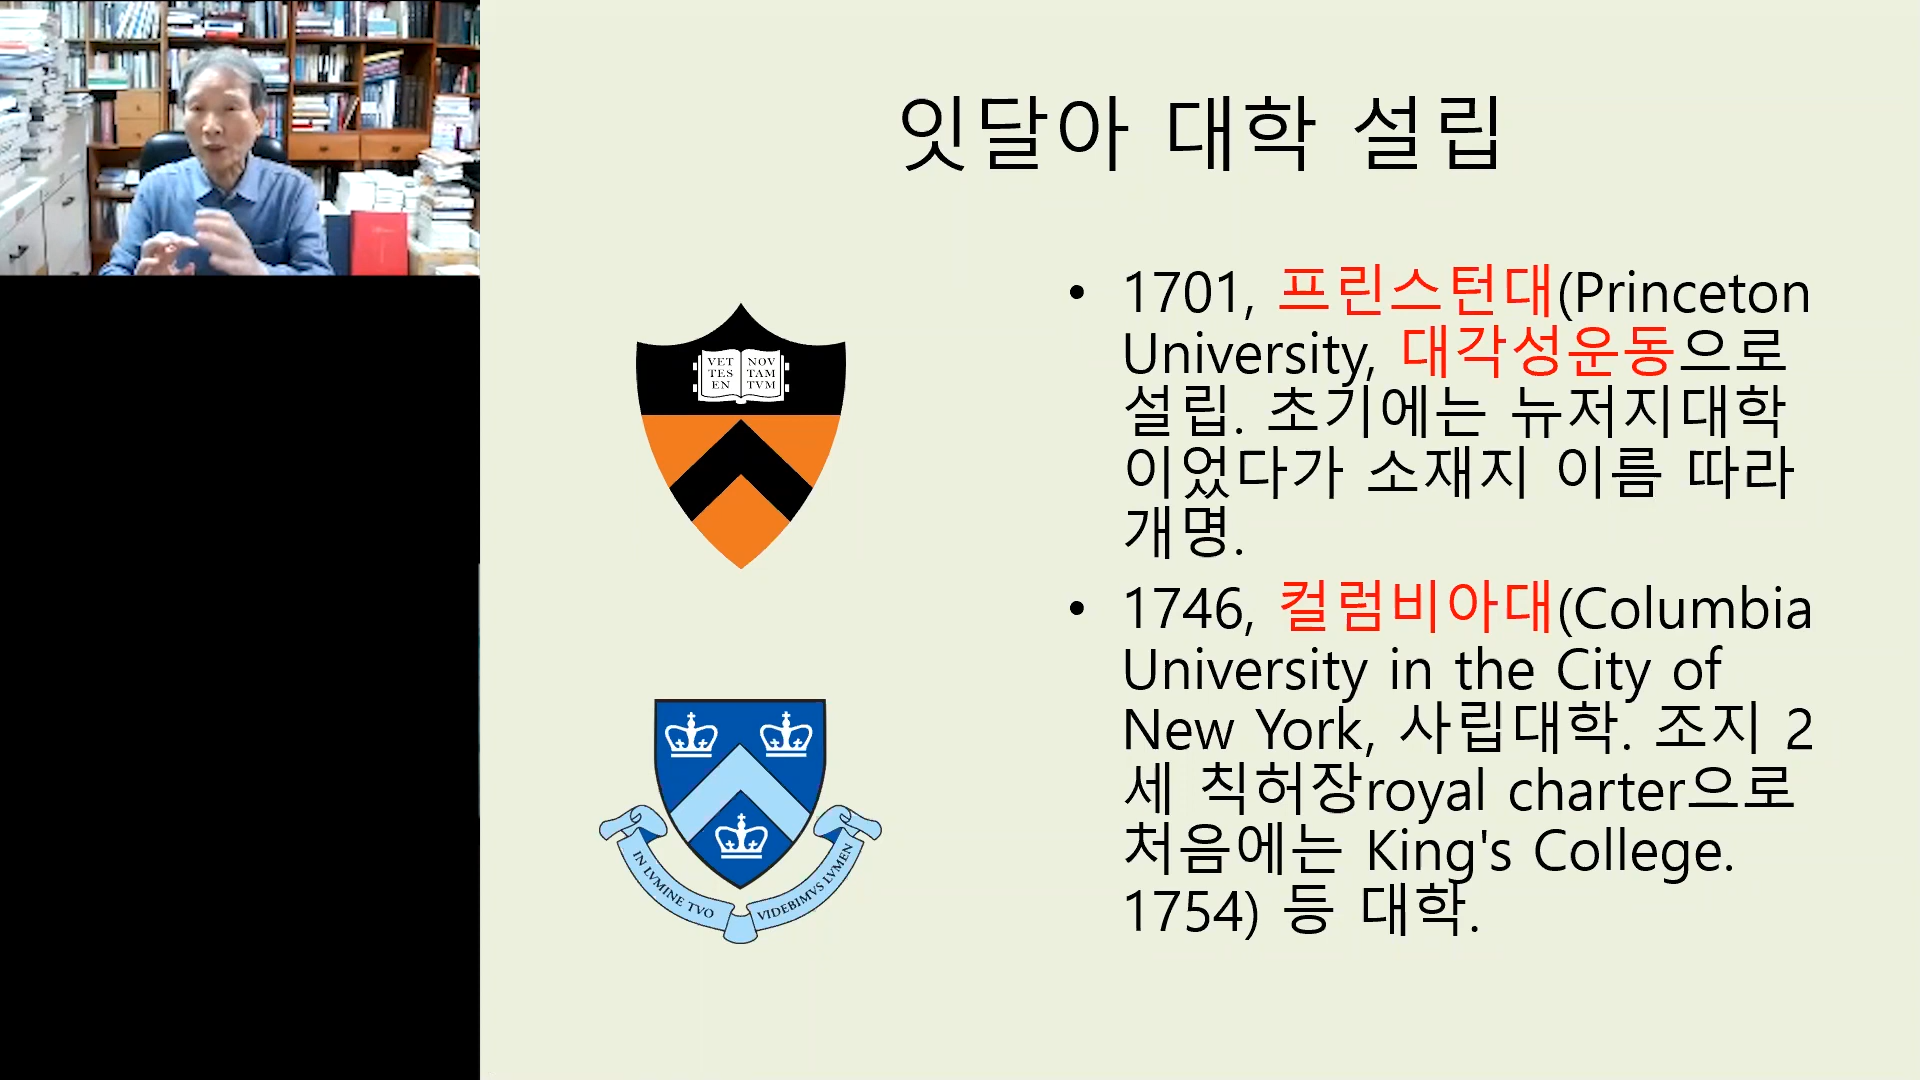 잇달아 대학 설립
VET NOV
TES TAM
EN TVM
• 1701, 프린스턴대(Princeton
University, 대각성운동으로
설립. 초기에는 뉴저지대학
이었다가 소재지 이름 따라
개명.
• 1746, 컬럼비아대(Columbia
University in the City of
New York, 사립대학. 조지 2
세 칙허장royal charter으로
처음에는 King's College.
1754) 등 대학.
IN LVMINE TVO VIDEBIMVS LVMEN